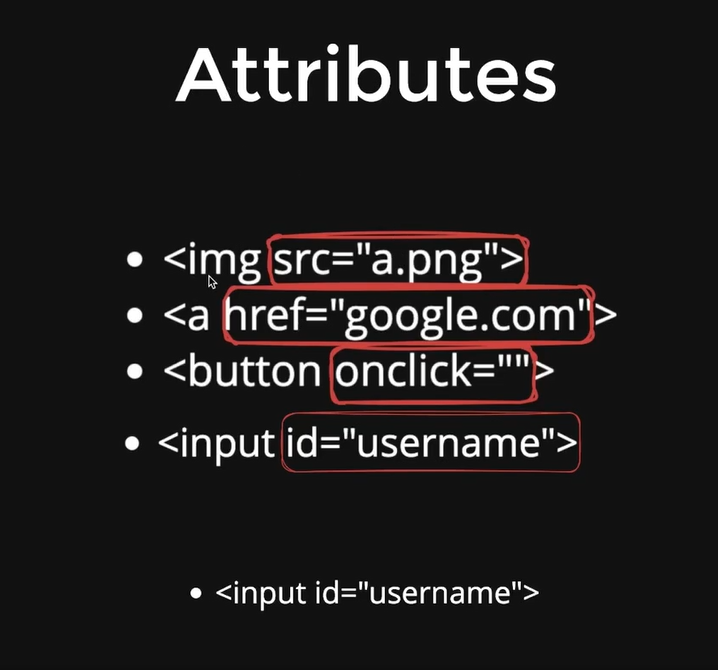 Attributes
• <img src="a.png">
• <a href="google.com">
• <button onclick="">
• <input id="username">
• <input id="username">